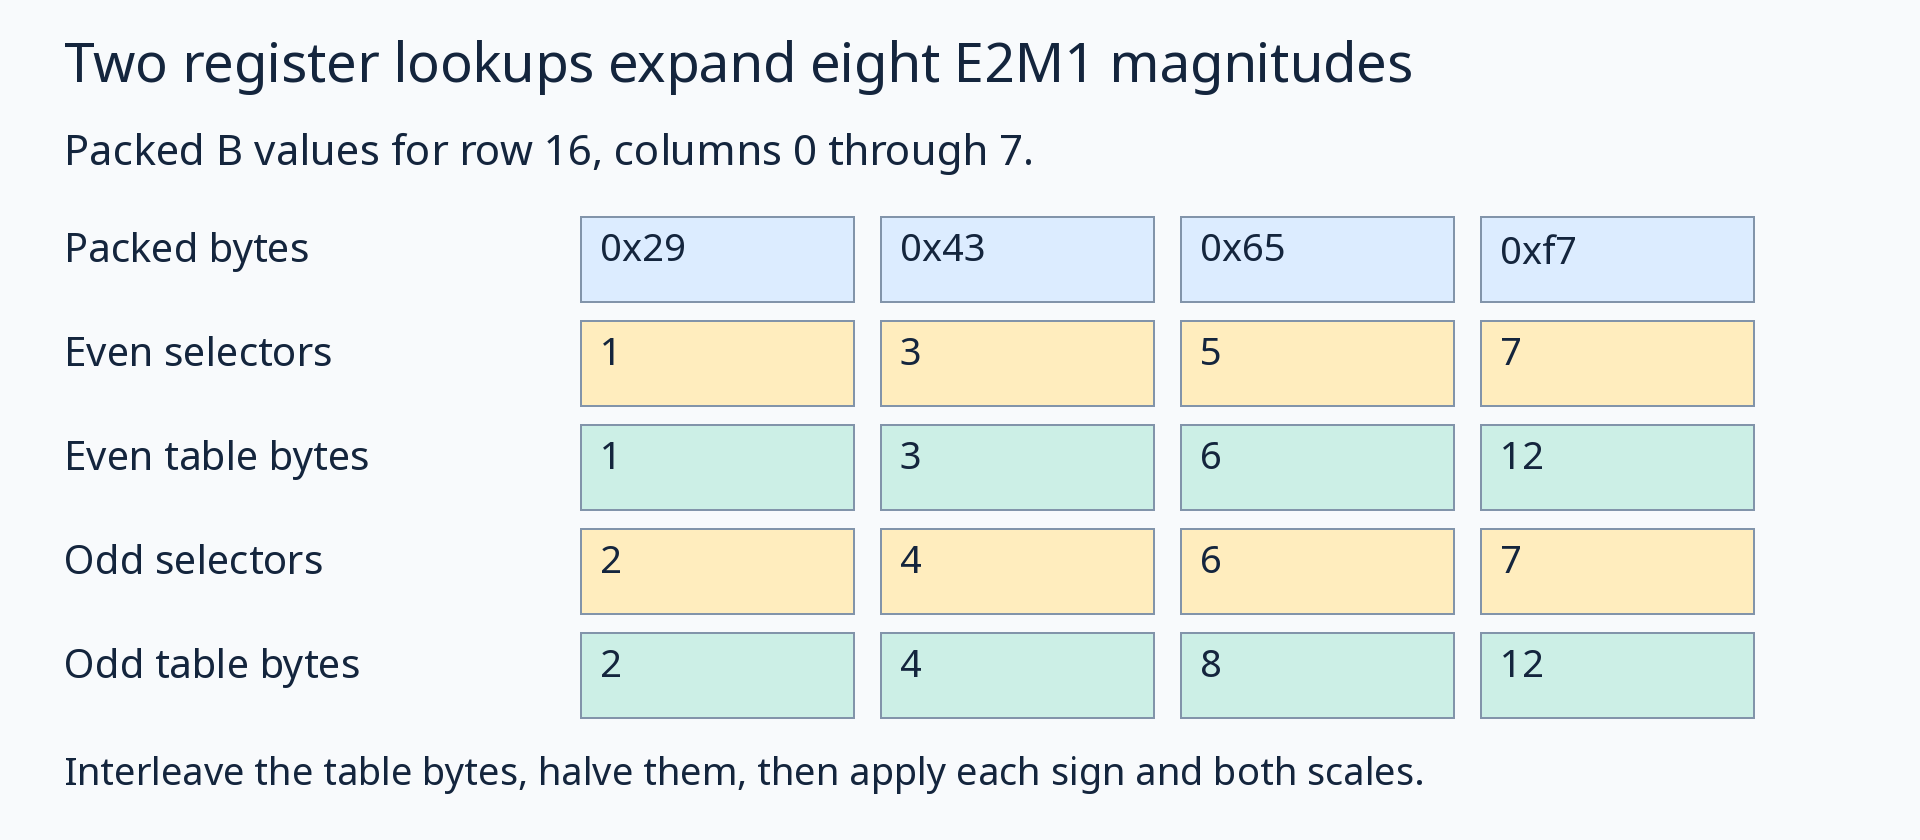 Two register lookups expand eight E2M1 magnitudes
Packed B values for row 16, columns 0 through 7.
Packed bytes 0x29 0x43 0x65 0xf7
Even selectors 1 3 5 7
Even table bytes 1 3 6 12
Odd selectors 2 4 6 7
Odd table bytes 2 4 8 12
Interleave the table bytes, halve them, then apply each sign and both scales.